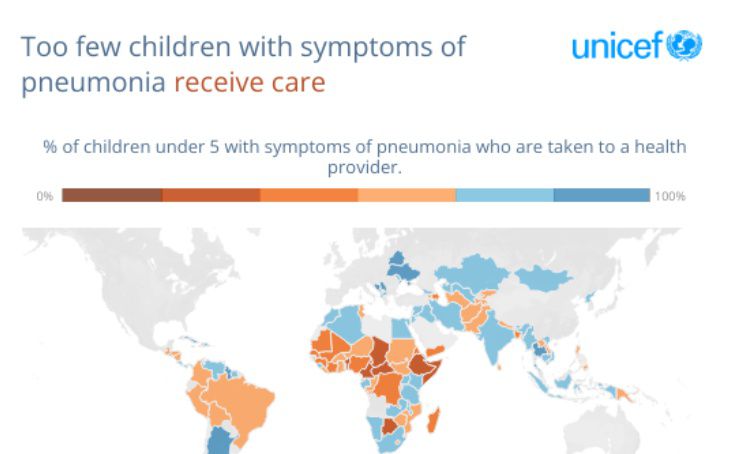 Too few children with symptoms of
pneumonia receive care
unicef
% of children under 5 with symptoms of pneumonia who are taken to a health
provider.
0%
100%